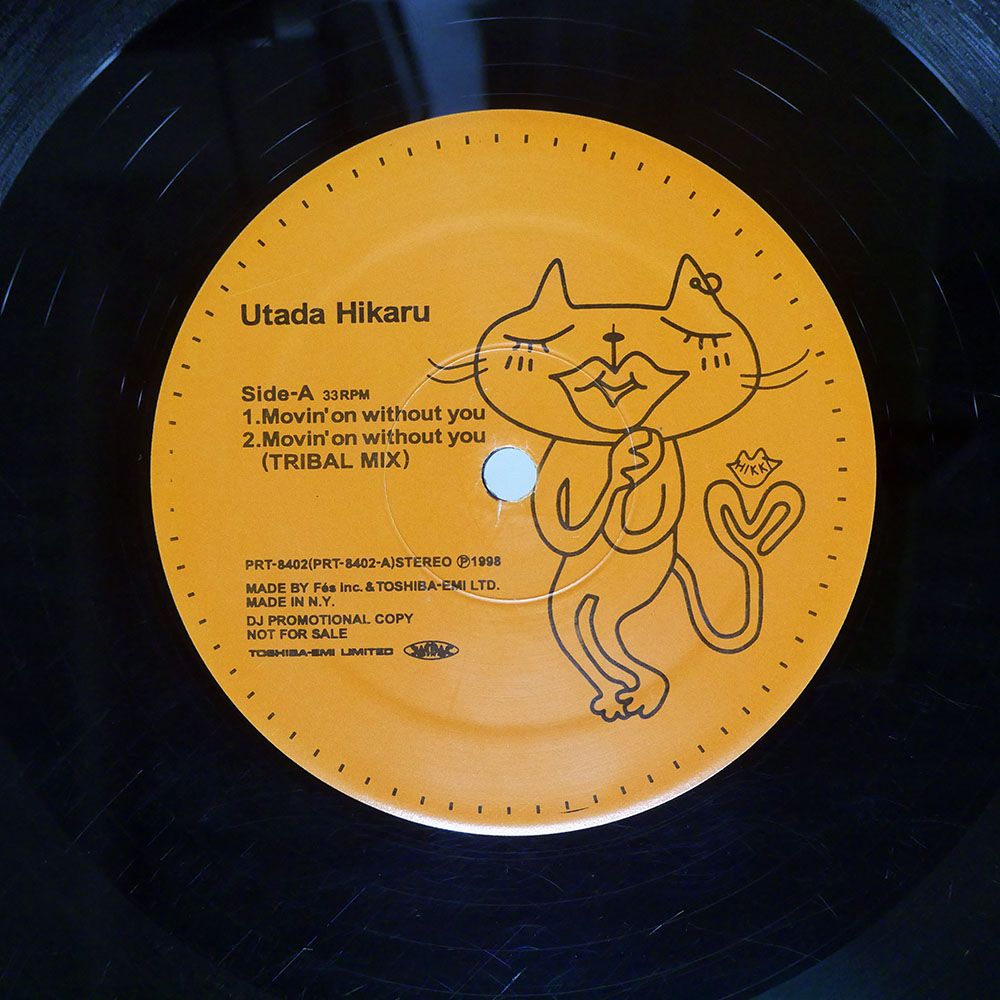 Utada Hikaru
Side-A 33RPM
1.Movin'on without you
2.Movin'on without you
(TRIBAL MIX)
HIKKI
PRT-8402(PRT-8402-A)STEREO Ⓟ1998
MADE BY Fés Inc.&TOSHIBA-EMI LTD.
MADE IN N.Y.
DJ PROMOTIONAL COPY
NOT FOR SALE
TOSHIBA-EMI LIMITED JASRAC